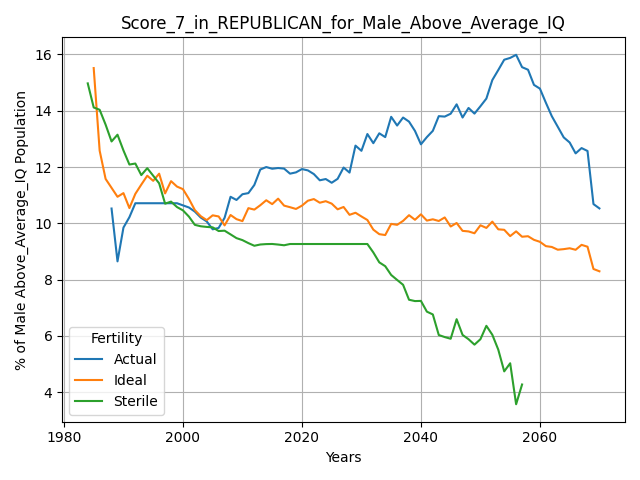 Score_7_in_REPUBLICAN_for_Male_Above_Average_IQ
% of Male Above_Average_IQ Population
16
14
12
10
8
6
4
Fertility
Actual
Ideal
Sterile
1980 2000 2020 2040 2060
Years